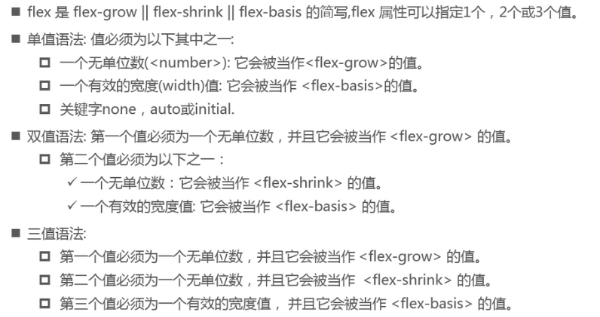 flex 是 flex-grow || flex-shrink || flex-basis 的简写,flex 属性可以指定1个，2个或3个值。
单值语法: 值必须为以下其中之一:
一个无单位数(<number>): 它会被当作<flex-grow>的值。
一个有效的宽度(width)值: 它会被当作 <flex-basis>的值。
关键字none，auto或initial.
双值语法: 第一个值必须为一个无单位数，并且它会被当作 <flex-grow> 的值。
第二个值必须为以下之一：
✓一个无单位数：它会被当作 <flex-shrink> 的值。
✓一个有效的宽度值: 它会被当作 <flex-basis> 的值。
三值语法:
第一个值必须为一个无单位数，并且它会被当作 <flex-grow> 的值。
第二个值必须为一个无单位数，并且它会被当作 <flex-shrink> 的值。
第三个值必须为一个有效的宽度值， 并且它会被当作 <flex-basis> 的值。